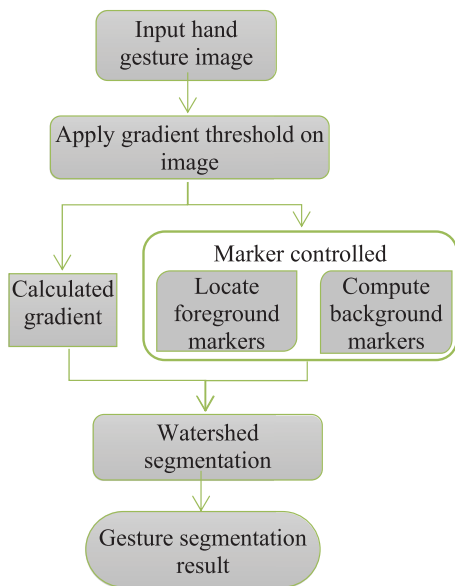 Input hand
gesture image
Apply gradient threshold on
image
Marker controlled
Calculated
gradient
Locate
foreground
markers
Compute
background
markers
Watershed
segmentation
Gesture segmentation
result